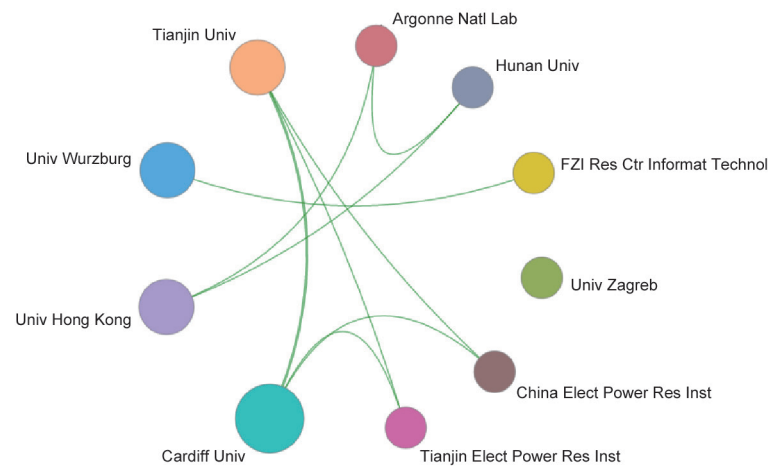 Argonne Natl Lab
Tianjin Univ
Hunan Univ
Univ Wurzburg
FZI Res Ctr Informat Technol
Univ Zagreb
Univ Hong Kong
China Elect Power Res Inst
Cardiff Univ
Tianjin Elect Power Res Inst